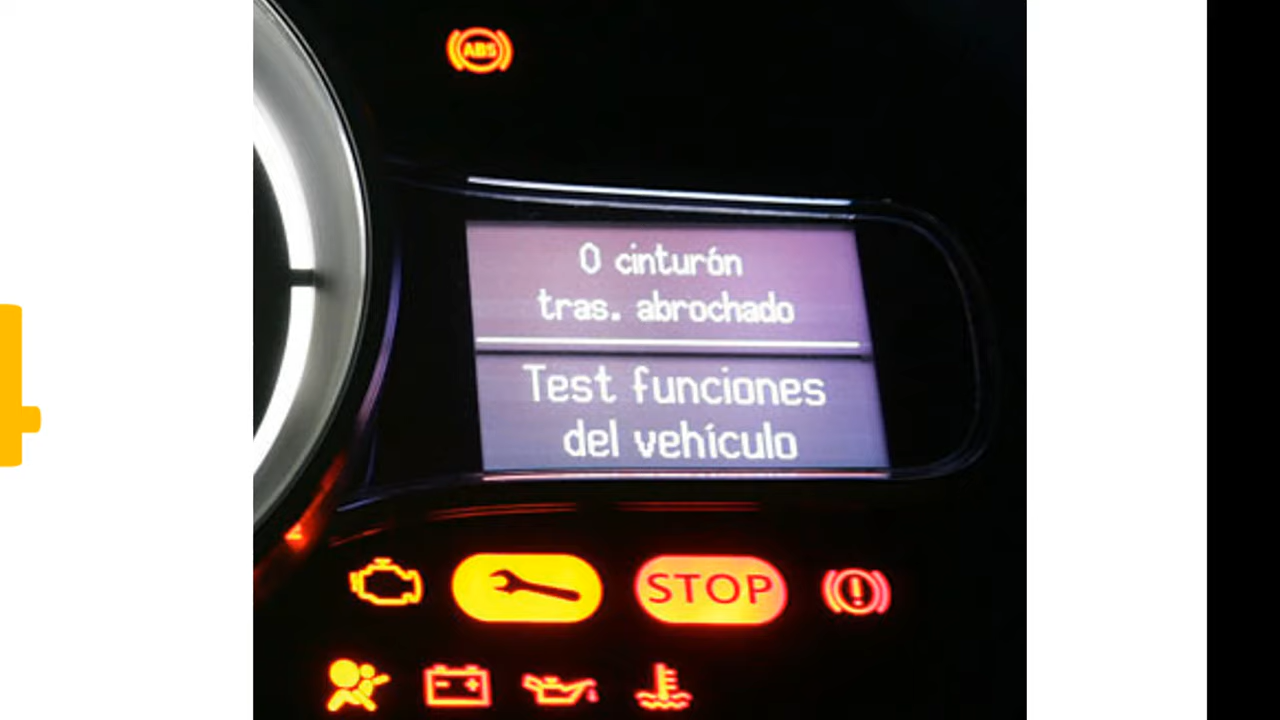 ABS
0 cinturón
tras. abrochado
Test funciones
del vehículo
STOP